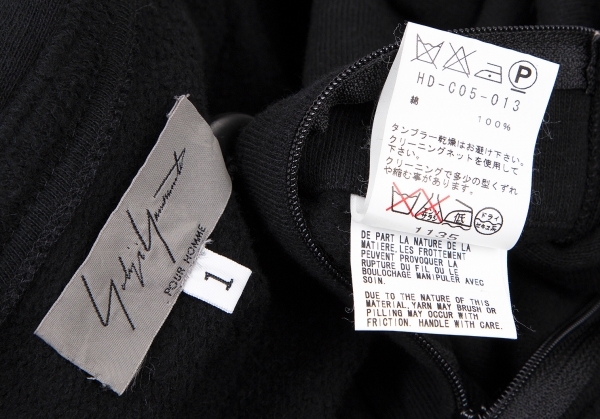 Yohji Yamamoto
POUR HOMME
1
P
HD-C05-013
綿
100%
タンブラー乾燥はお避け下さい。
クリーニングネットを使用して
下さい。
クリーニングで多少の型くずれ
や縮む事があります。
低
ドライ
1135
DE PART LA NATURE DE LA
MATIERE, LES FROTTEMENT
PEUVENT PROVOQUER LA
RUPTURE DU FIL OU LE
BOULOCHAGE MANIPULER AVEC
SOIN.
DUE TO THE NATURE OF THIS
MATERIAL, YARN MAY BRUSH OR
PILLING MAY OCCUR WITH
FRICTION. HANDLE WITH CARE.